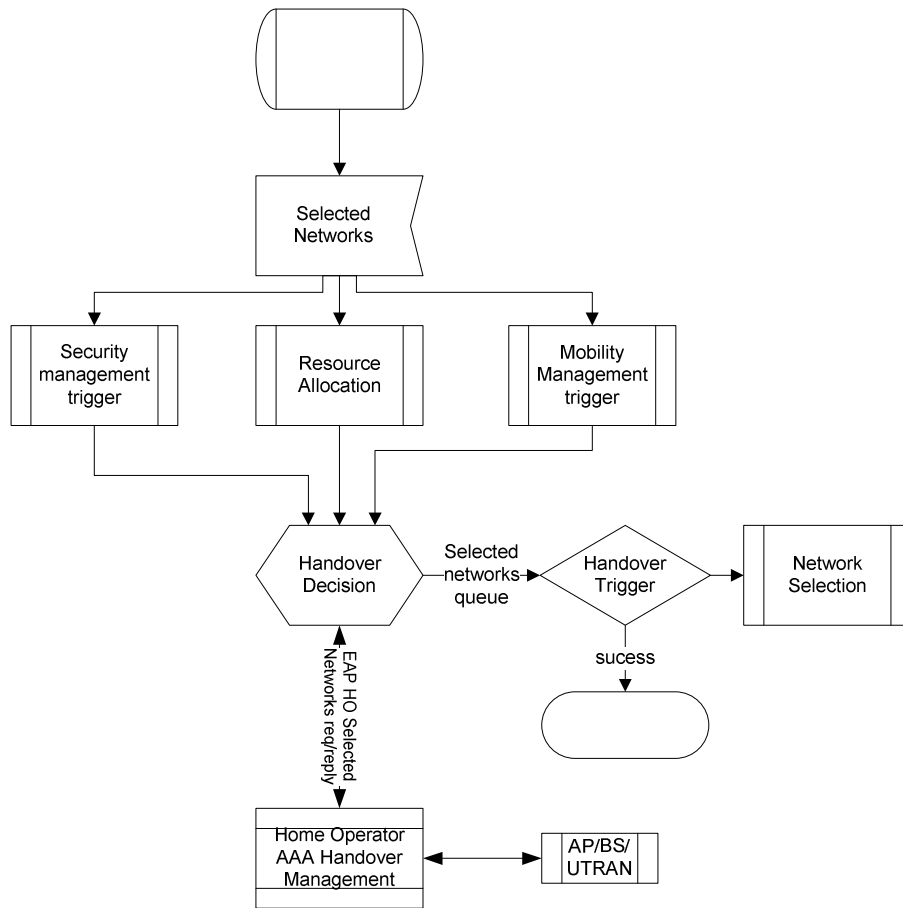 Selected
Networks
Security
management
trigger
Resource
Allocation
Mobility
Management
trigger
Handover
Decision
Selected
networks
queue
Handover
Trigger
Network
Selection
sucess
EAP HO Selected
Networks req/reply
Home Operator
AAA Handover
Management
AP/BS/
UTRAN